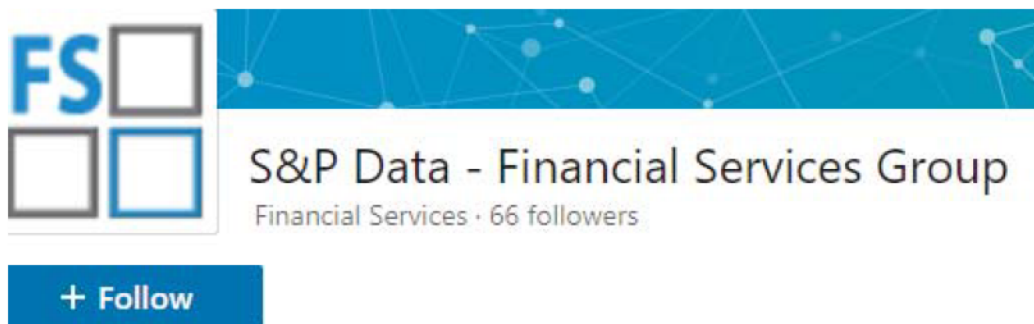 FS
S&P Data - Financial Services Group
Financial Services · 66 followers
+ Follow